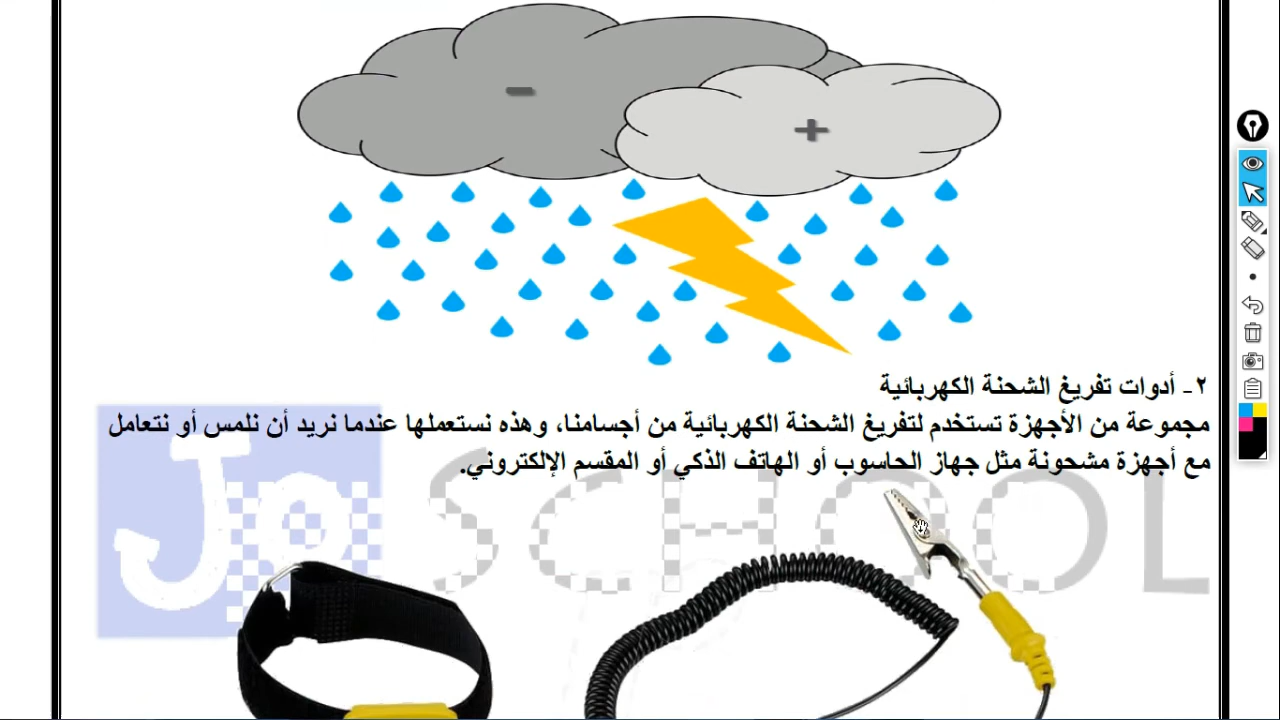 -
+
٢- أدوات تفريغ الشحنة الكهربائية
مجموعة من الأجهزة تستخدم لتفريغ الشحنة الكهربائية من أجسامنا، وهذه نستعملها عندما نريد أن نلمس أو نتعامل
مع أجهزة مشحونة مثل جهاز الحاسوب أو الهاتف الذكي أو المقسم الإلكتروني.
Jo SCHOOL